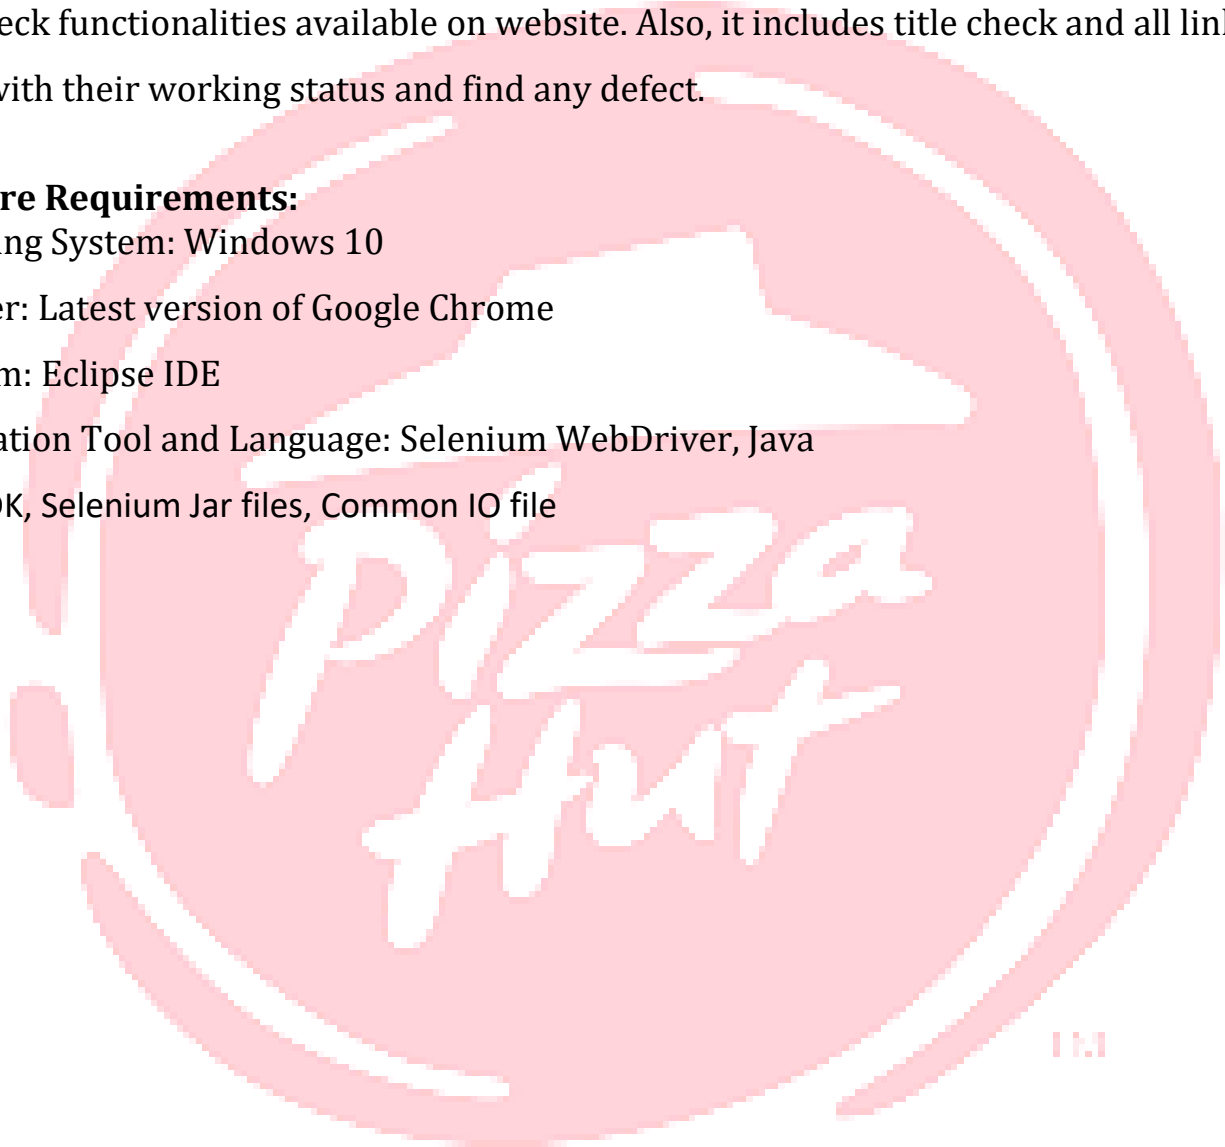 eck functionalities available on website. Also, it includes title check and all lin
with their working status and find any defect.
re Requirements:
ng System: Windows 10
er: Latest version of Google Chrome
m: Eclipse IDE
ation Tool and Language: Selenium WebDriver, Java
K, Selenium Jar files, Common IO file
Pizza
Hut
TM